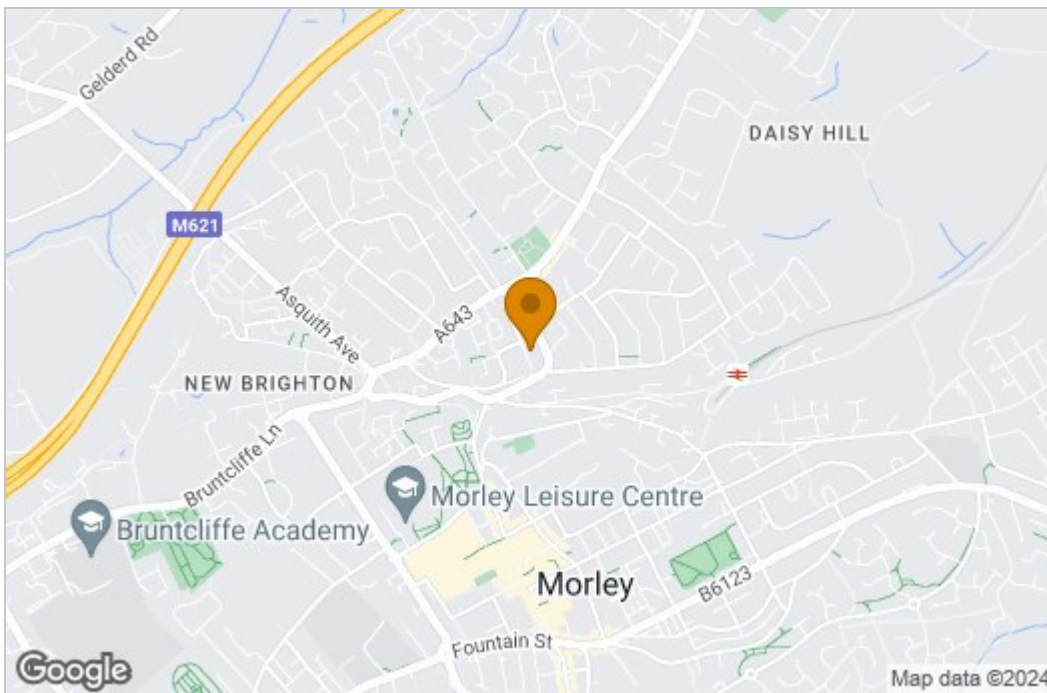 Gelderd Rd
DAISY HILL
M621
Asquith Ave
A643
NEW BRIGHTON
Bruntcliffe Ln
Morley Leisure Centre
Bruntcliffe Academy
Morley
B6123
Fountain St
Google
Map data ©2024